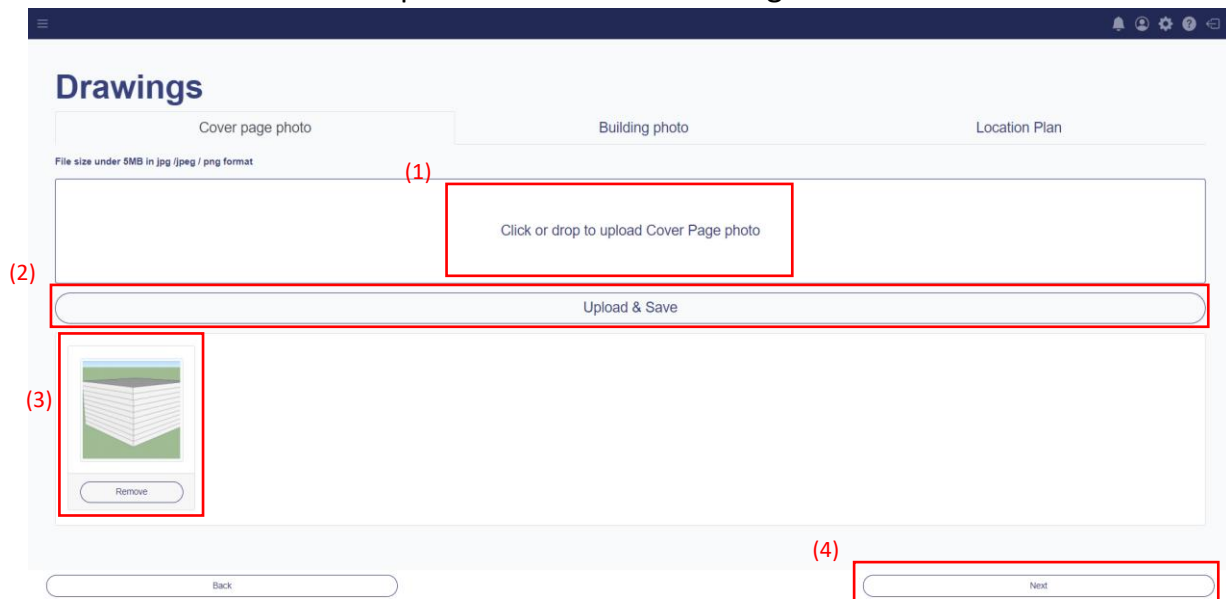 Drawings
Cover page photo Building photo Location Plan
File size under 5MB in jpg /jpeg / png format
(1)
Click or drop to upload Cover Page photo
(2)
Upload & Save
(3)
Remove
(4)
Back Next